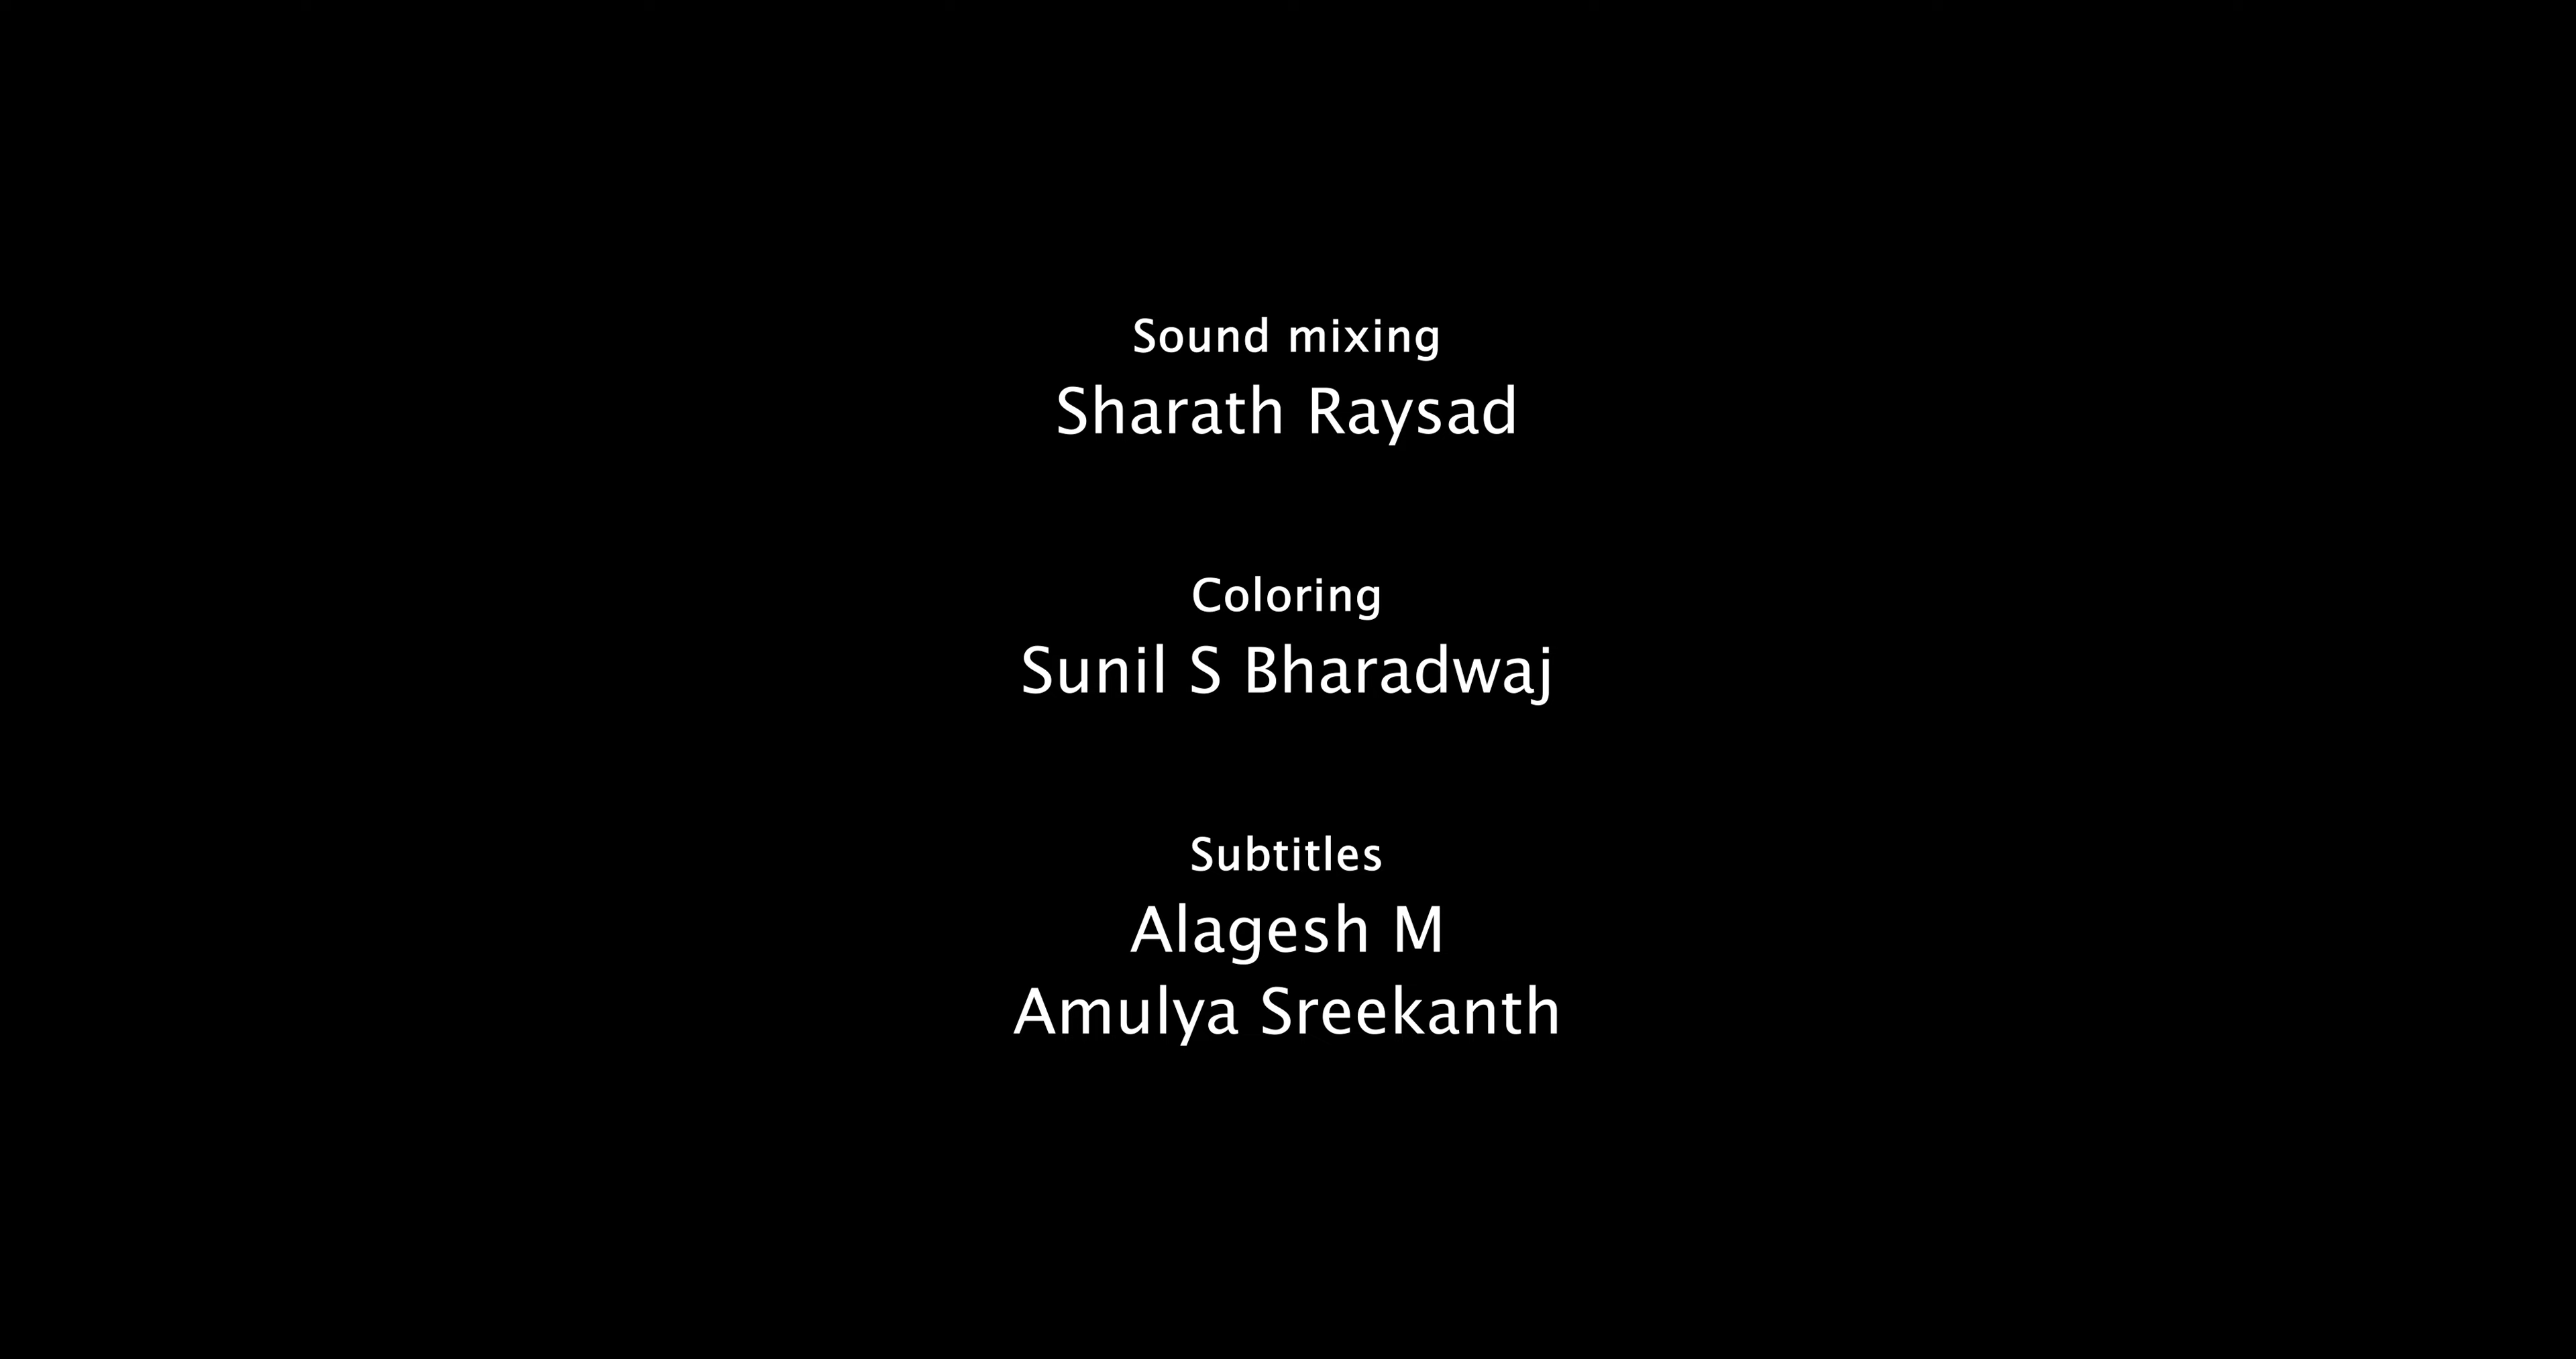 Sound mixing
Sharath Raysad
Coloring
Sunil S Bharadwaj
Subtitles
Alagesh M
Amulya Sreekanth